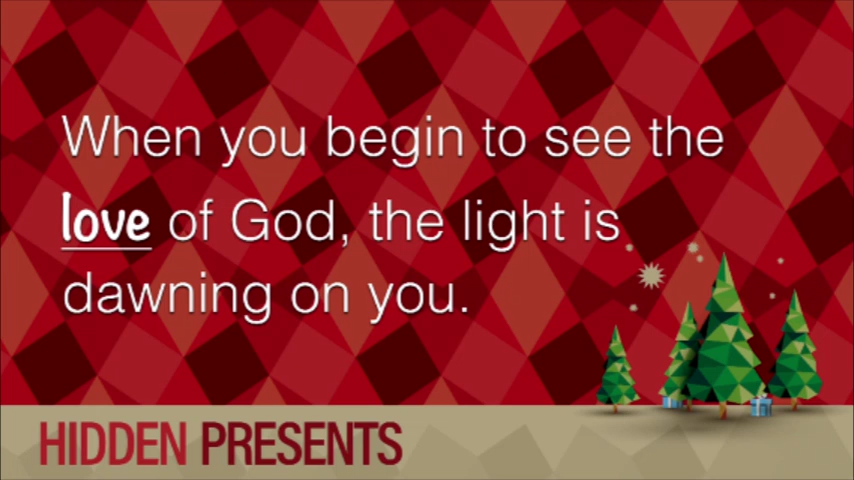 When you begin to see the
love of God, the light is
dawning on you.
HIDDEN PRESENTS